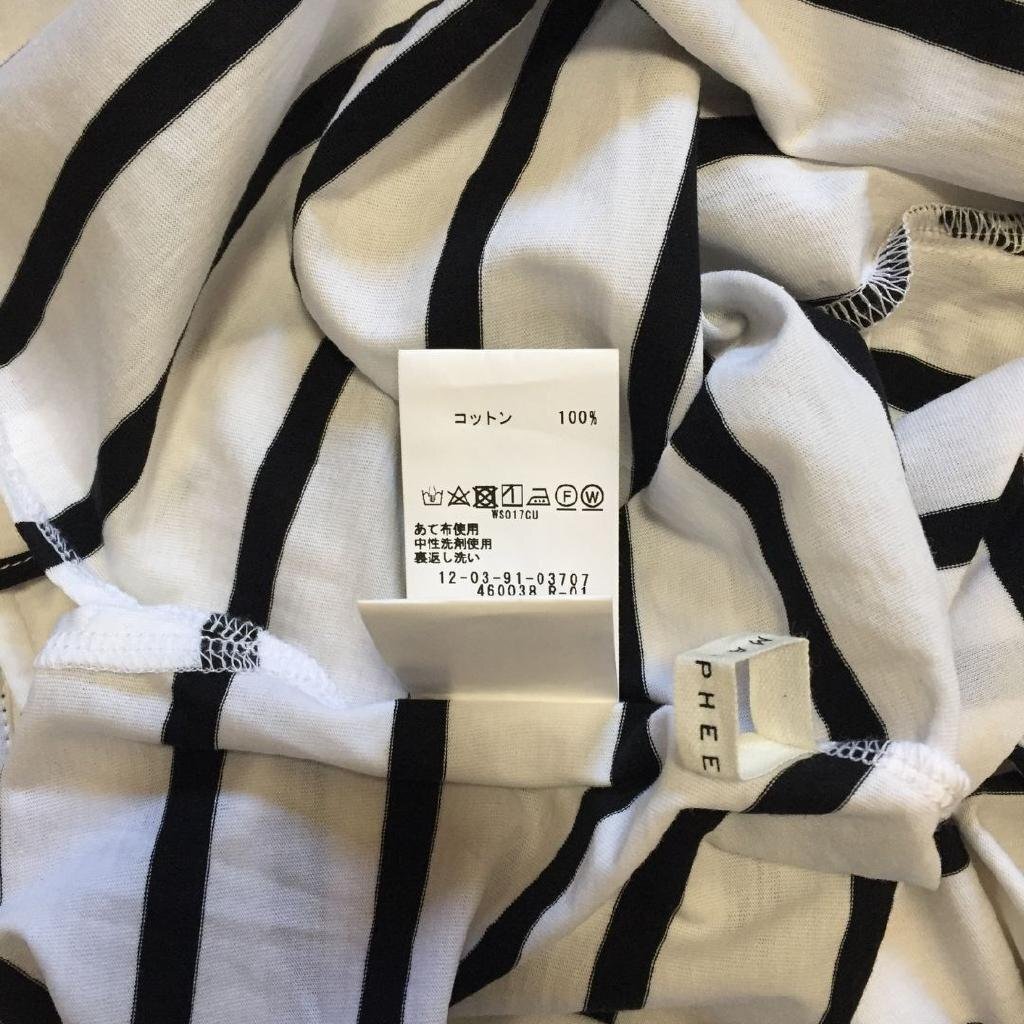 コットン 100%
WS017CU
あて布使用
中性洗剤使用
裏返し洗い
12-03-91-03707
460038 R-01
MA
PHEE